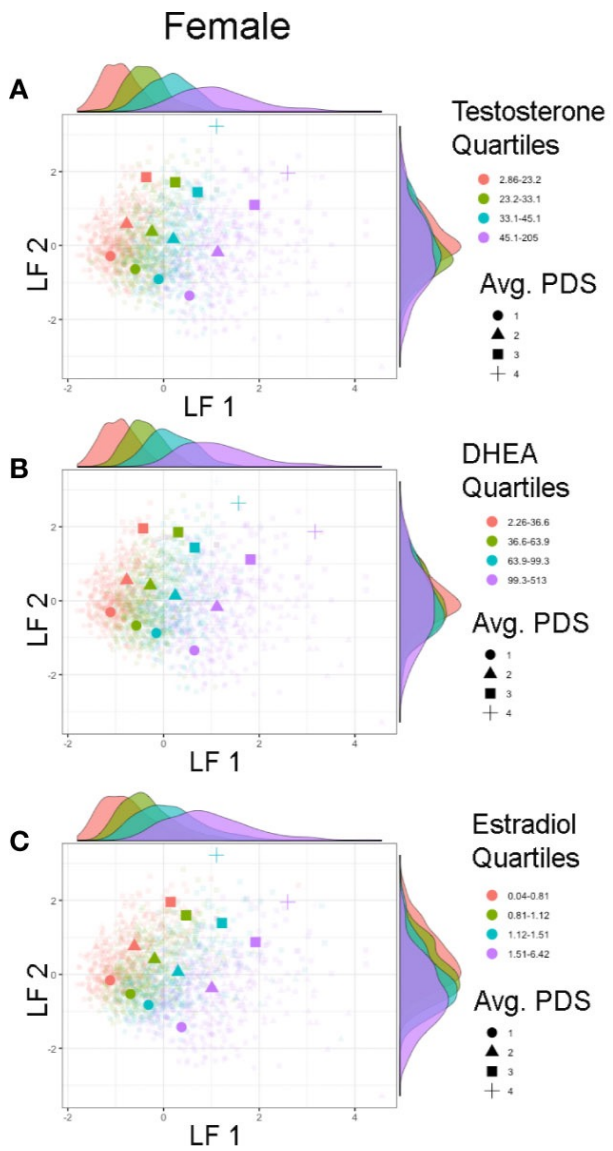 Female
A
Testosterone
Quartiles
2.86-23.2
23.2-33.1
33.1-45.1
45.1-205
Avg. PDS
1
2
3
4
LF 2
2
0
-2
-2
0
2
4
LF 1
B
DHEA
Quartiles
2.26-36.6
36.6-63.9
63.9-99.3
99.3-513
Avg. PDS
1
2
3
4
LF 2
2
0
-2
-2
0
2
4
LF 1
C
Estradiol
Quartiles
0.04-0.81
0.81-1.12
1.12-1.51
1.51-6.42
Avg. PDS
1
2
3
4
LF 2
2
0
-2
-2
0
2
4
LF 1